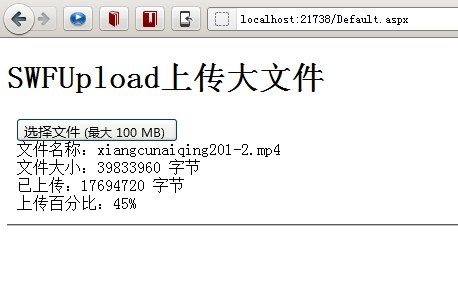 localhost:21738/Default.aspx
SWFUpload上传大文件
选择文件 (最大 100 MB)
文件名称：xiangcunaiqing201-2.mp4
文件大小：39833960 字节
已上传：17694720 字节
上传百分比：45%